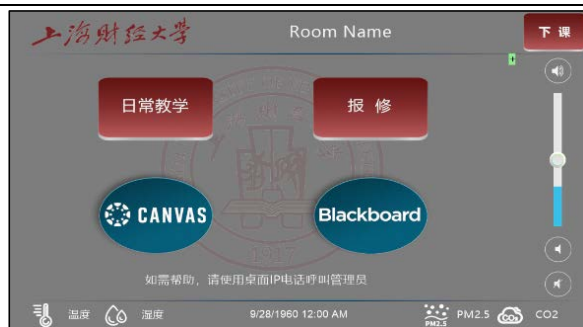 上海财经大学
Room Name
下 课
日常教学
报 修
CANVAS
Blackboard
1917
如需帮助，请使用桌面IP电话呼叫管理员
温度
湿度
9/28/1960 12:00 AM
PM2.5
PM2.5
CO₂
CO2